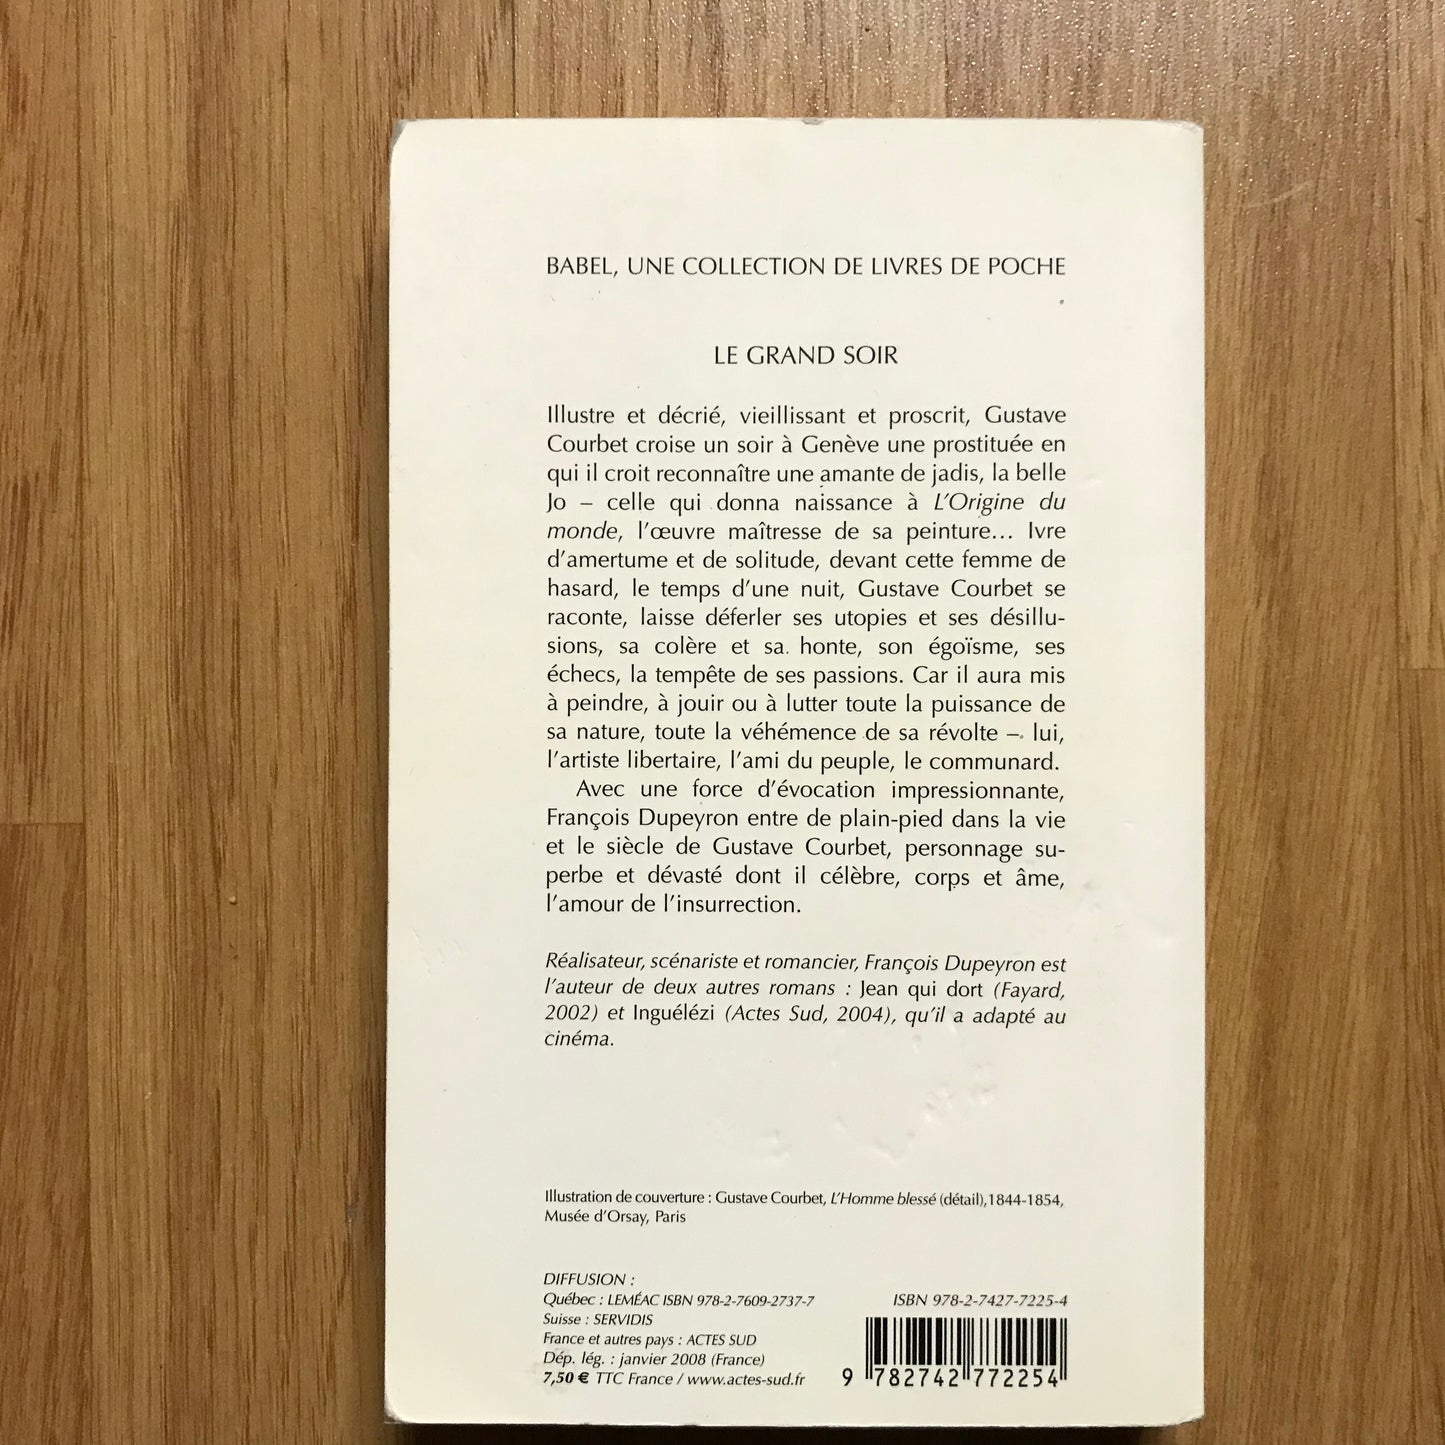 BABEL, UNE COLLECTION DE LIVRES DE POCHE
LE GRAND SOIR
Illustre et décrié, vieillissant et proscrit, Gustave
Courbet croise un soir à Genève une prostituée en
qui il croit reconnaître une amante de jadis, la belle
Jo – celle qui donna naissance à L'Origine du
monde, l'œuvre maîtresse de sa peinture... Ivre
d'amertume et de solitude, devant cette femme de
hasard, le temps d'une nuit, Gustave Courbet se
raconte, laisse déferler ses utopies et ses désillu-
sions, sa colère et sa honte, son égoïsme, ses
échecs, la tempête de ses passions. Car il aura mis
à peindre, à jouir ou à lutter toute la puissance de
sa nature, toute la véhémence de sa révolte – lui,
l'artiste libertaire, l'ami du peuple, le communard.
Avec une force d'évocation impressionnante,
François Dupeyron entre de plain-pied dans la vie
et le siècle de Gustave Courbet, personnage su-
perbe et dévasté dont il célèbre, corps et âme,
l'amour de l'insurrection.
Réalisateur, scénariste et romancier, François Dupeyron est
l'auteur de deux autres romans : Jean qui dort (Fayard,
2002) et Inguélézi (Actes Sud, 2004), qu'il a adapté au
cinéma.
Illustration de couverture : Gustave Courbet, L'Homme blessé (détail),1844-1854,
Musée d'Orsay, Paris
DIFFUSION :
Québec : LEMÉAC ISBN 978-2-7609-2737-7
Suisse : SERVIDIS
France et autres pays : ACTES SUD
Dép. lég. : janvier 2008 (France)
7,50 € TTC France / www.actes-sud.fr
ISBN 978-2-7427-7225-4
9 782742 772254